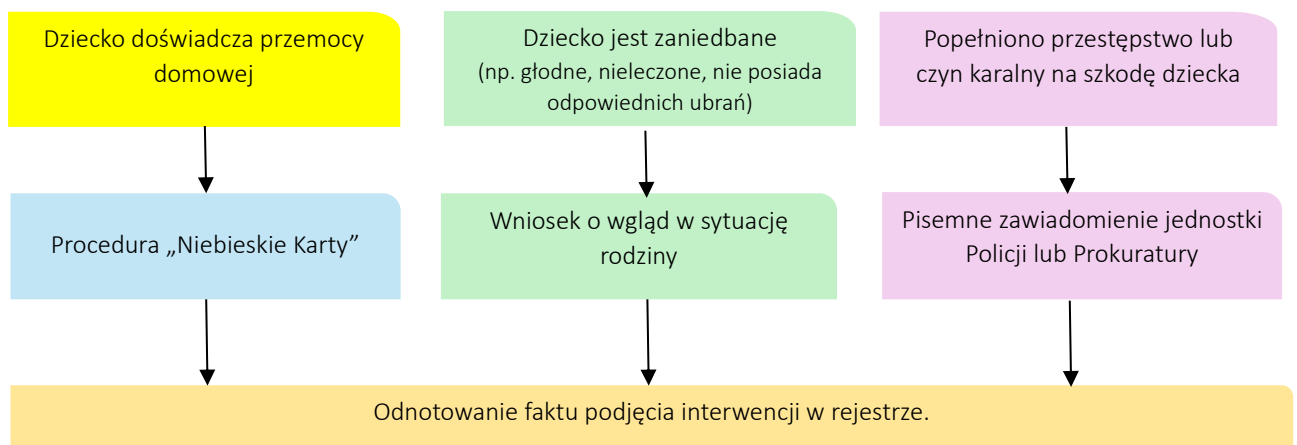 Dziecko doświadcza przemocy
domowej
Dziecko jest zaniedbane
(np. głodne, nieleczone, nie posiada
odpowiednich ubrań)
Popełniono przestępstwo lub
czyn karalny na szkodę dziecka
Procedura „Niebieskie Karty”
Wniosek o wgląd w sytuację
rodziny
Pisemne zawiadomienie jednostki
Policji lub Prokuratury
Odnotowanie faktu podjęcia interwencji w rejestrze.